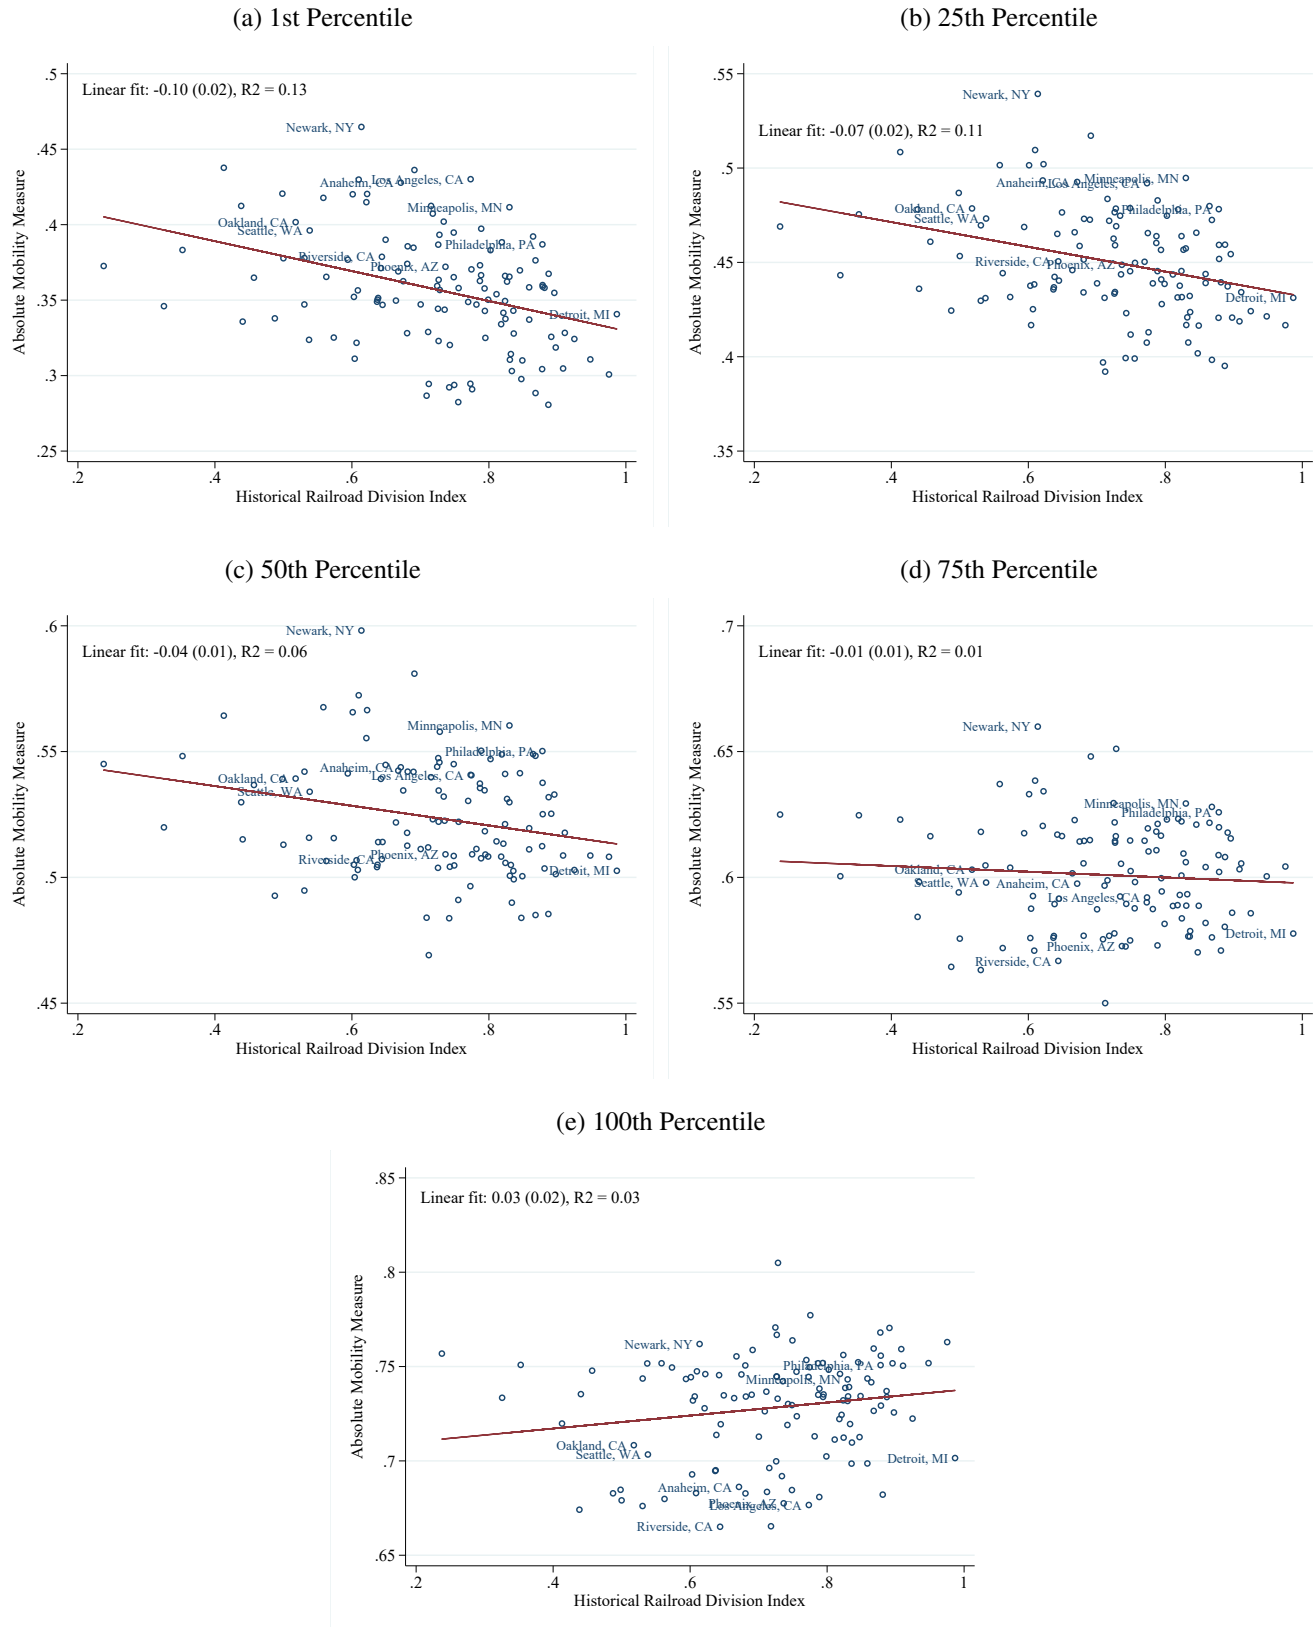 (a) 1st Percentile
Linear fit: -0.10 (0.02), R2 = 0.13
Absolute Mobility Measure
.5
.45
.4
.35
.3
.25
Newark, NY
Anaheim, CA
Los Angeles, CA
Minneapolis, MN
Oakland, CA
Seattle, WA
Philadelphia, PA
Riverside, CA
Phoenix, AZ
Detroit, MI
.2 .4 .6 .8 1
Historical Railroad Division Index
(b) 25th Percentile
Linear fit: -0.07 (0.02), R2 = 0.11
Absolute Mobility Measure
.55
.5
.45
.4
.35
Newark, NY
Minneapolis, MN
Anaheim, CA
Los Angeles, CA
Oakland, CA
Philadelphia, PA
Seattle, WA
Riverside, CA
Phoenix, AZ
Detroit, MI
.2 .4 .6 .8 1
Historical Railroad Division Index
(c) 50th Percentile
Linear fit: -0.04 (0.01), R2 = 0.06
Absolute Mobility Measure
.6
.55
.5
.45
Newark, NY
Minneapolis, MN
Philadelphia, PA
Anaheim, CA
Los Angeles, CA
Oakland, CA
Seattle, WA
Riverside, CA
Phoenix, AZ
Detroit, MI
.2 .4 .6 .8 1
Historical Railroad Division Index
(d) 75th Percentile
Linear fit: -0.01 (0.01), R2 = 0.01
Absolute Mobility Measure
.7
.65
.6
.55
Newark, NY
Minneapolis, MN
Philadelphia, PA
Oakland, CA
Seattle, WA
Anaheim, CA
Los Angeles, CA
Detroit, MI
Phoenix, AZ
Riverside, CA
.2 .4 .6 .8 1
Historical Railroad Division Index
(e) 100th Percentile
Linear fit: 0.03 (0.02), R2 = 0.03
Absolute Mobility Measure
.85
.8
.75
.7
.65
Newark, NY
Philadelphia, PA
Minneapolis, MN
Oakland, CA
Seattle, WA
Detroit, MI
Anaheim, CA
Phoenix, AZ
Los Angeles, CA
Riverside, CA
.2 .4 .6 .8 1
Historical Railroad Division Index